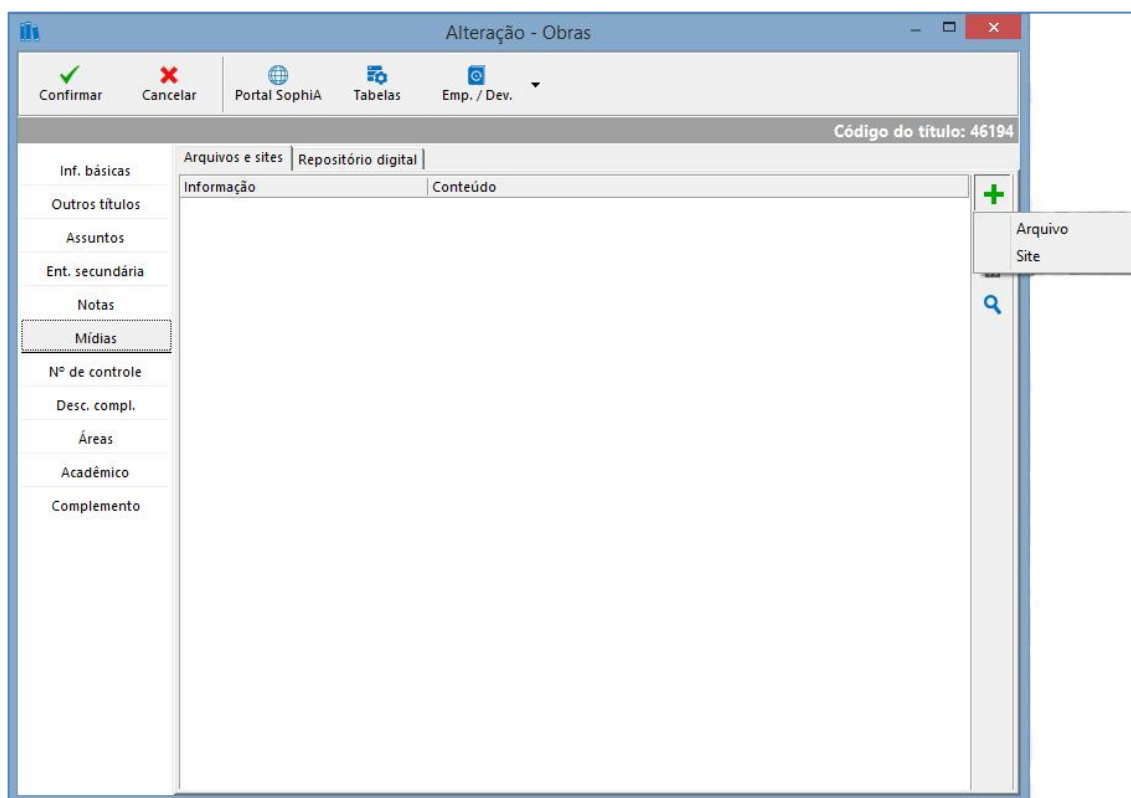 Alteração - Obras
Confirmar Cancelar Portal SophiA Tabelas Emp. / Dev.
Código do título: 46194
Arquivos e sites Repositório digital
Informação Conteúdo
Inf. básicas
Outros títulos
Assuntos
Ent. secundária
Notas
Mídias
Nº de controle
Desc. compl.
Áreas
Acadêmico
Complemento
Arquivo
Site